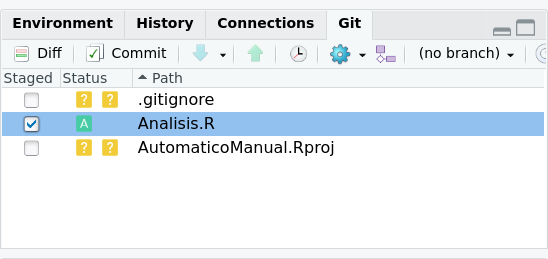 Environment History Connections Git
Diff Commit (no branch)
Staged Status Path
? ? .gitignore
A Analisis.R
? ? AutomaticoManual.Rproj